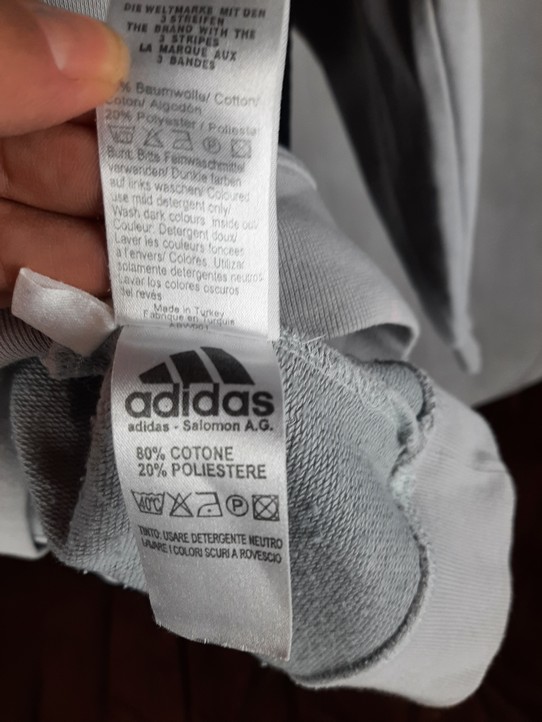 DIE WELTMARKE MIT DEN
3 STREIFEN
THE BRAND WITH THE
3 STRIPES
LA MARQUE AUX
3 BANDES
% Baumwolle/ Cotton/
Coton/ Algodón
20% Polyester / Poliester
Bunt. Bitte Feinwaschmittel
verwenden/ Dunkle farben
auf links waschen/ Coloured
use mild detergent only/
Wash dark colours inside out/
Couleur. Detergent doux/
Laver les couleurs foncees
a l'envers/ Colores. Utilizar
solamente detergentes neutros
Lavar los colores oscuros
del revés
Made in Turkey
Fabrique en Turquie
adidas
adidas - Salomon A.G.
80% COTONE
20% POLIESTERE
40°C P
TINTO: USARE DETERGENTE NEUTRO
LAVARE I COLORI SCURI A ROVESCIO